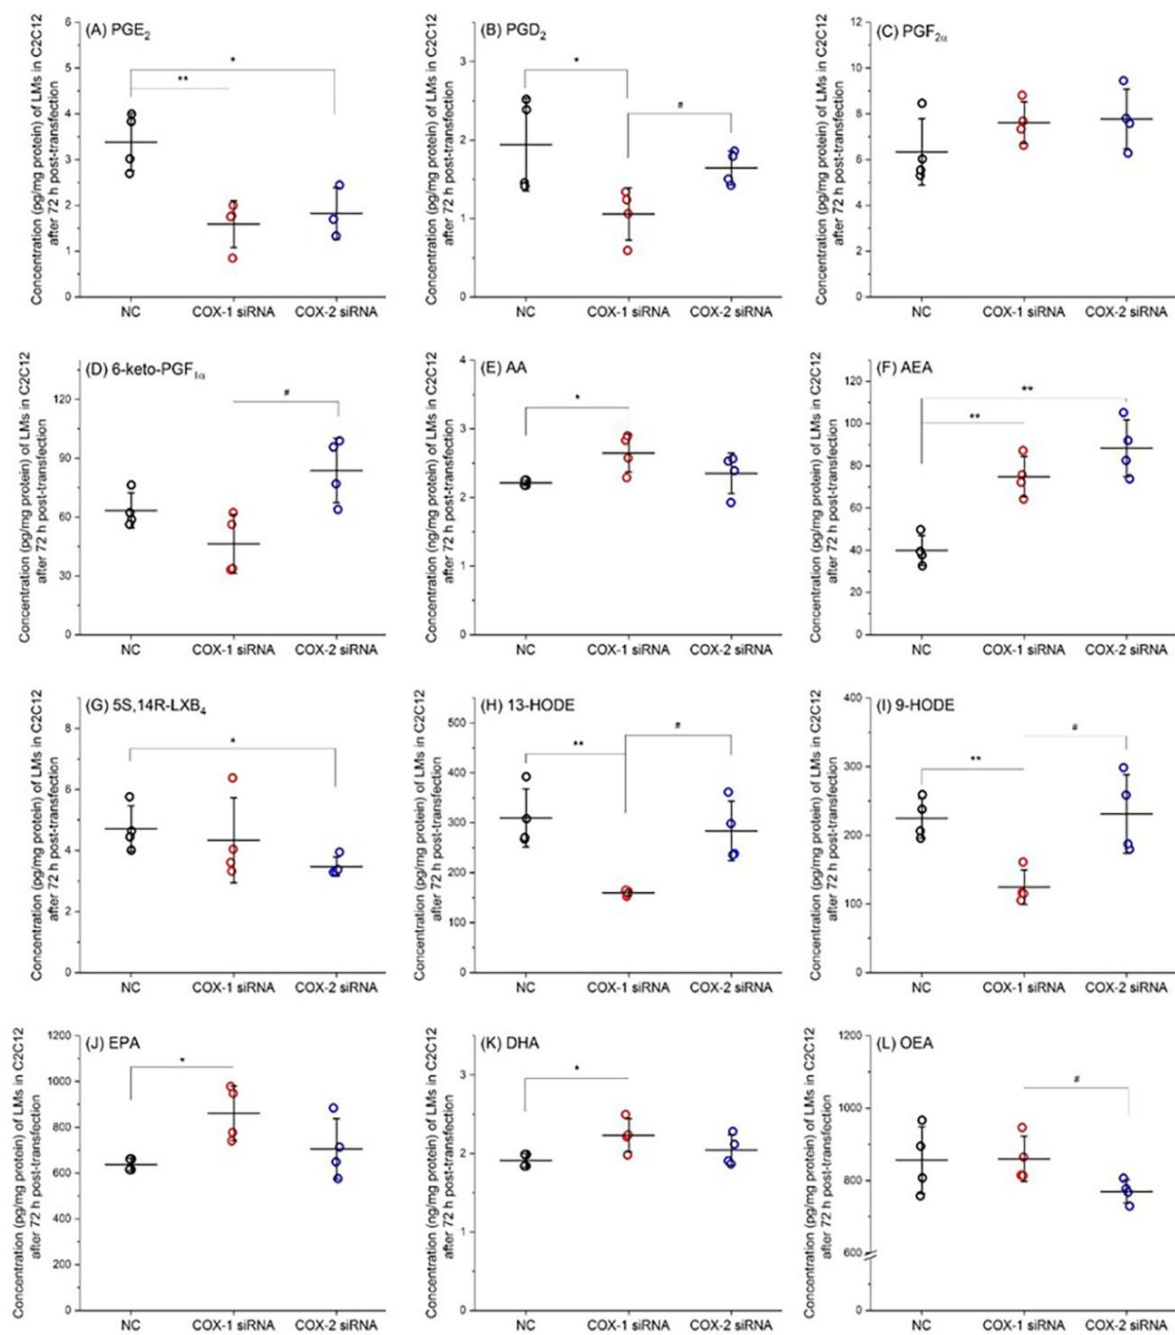 (A) PGE2
Concentration (pg/mg protein) of LMs in C2C12
after 72 h post-transfection
6
5
4
3
2
1
0
*
**
NC COX-1 siRNA COX-2 siRNA
(B) PGD2
Concentration (pg/mg protein) of LMs in C2C12
after 72 h post-transfection
3
2
1
0
*
#
NC COX-1 siRNA COX-2 siRNA
(C) PGF2α
Concentration (pg/mg protein) of LMs in C2C12
after 72 h post-transfection
12
10
8
6
4
2
0
NC COX-1 siRNA COX-2 siRNA
(D) 6-keto-PGF1α
Concentration (pg/mg protein) of LMs in C2C12
after 72 h post-transfection
120
90
60
30
0
#
NC COX-1 siRNA COX-2 siRNA
(E) AA
Concentration (ng/mg protein) of LMs in C2C12
after 72 h post-transfection
4
3
2
1
0
*
NC COX-1 siRNA COX-2 siRNA
(F) AEA
Concentration (pg/mg protein) of LMs in C2C12
after 72 h post-transfection
120
100
80
60
40
20
0
**
**
NC COX-1 siRNA COX-2 siRNA
(G) 5S,14R-LXB4
Concentration (pg/mg protein) of LMs in C2C12
after 72 h post-transfection
8
6
4
2
0
*
NC COX-1 siRNA COX-2 siRNA
(H) 13-HODE
Concentration (pg/mg protein) of LMs in C2C12
after 72 h post-transfection
500
400
300
200
100
0
**
#
NC COX-1 siRNA COX-2 siRNA
(I) 9-HODE
Concentration (pg/mg protein) of LMs in C2C12
after 72 h post-transfection
400
300
200
100
0
**
#
NC COX-1 siRNA COX-2 siRNA
(J) EPA
Concentration (pg/mg protein) of LMs in C2C12
after 72 h post-transfection
1200
1000
800
600
400
200
0
*
NC COX-1 siRNA COX-2 siRNA
(K) DHA
Concentration (ng/mg protein) of LMs in C2C12
after 72 h post-transfection
3
2
1
0
*
NC COX-1 siRNA COX-2 siRNA
(L) OEA
Concentration (pg/mg protein) of LMs in C2C12
after 72 h post-transfection
1200
1000
800
600
0
#
NC COX-1 siRNA COX-2 siRNA